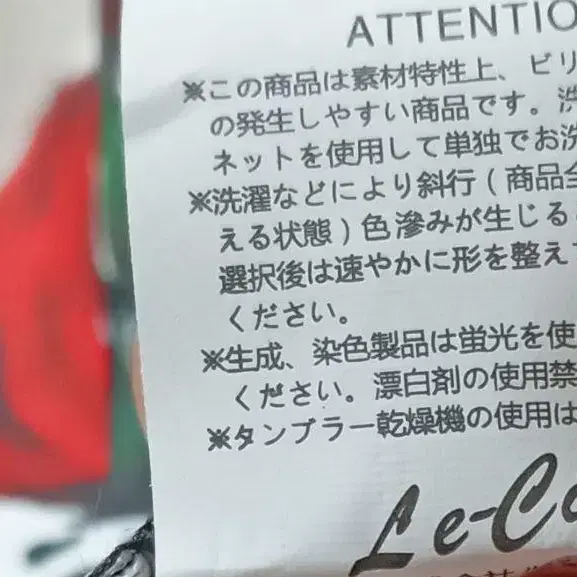 ATTENTIO
※この商品は素材特性上、ピリ
の発生しやすい商品です。洗
ネットを使用して単独でお洗
※洗濯などにより斜行(商品全
える状態)色滲みが生じる
選択後は速やかに形を整え
ください。
※生成、染色製品は蛍光を使
ください。漂白剤の使用禁
※タンブラー乾燥機の使用は
Le-Co